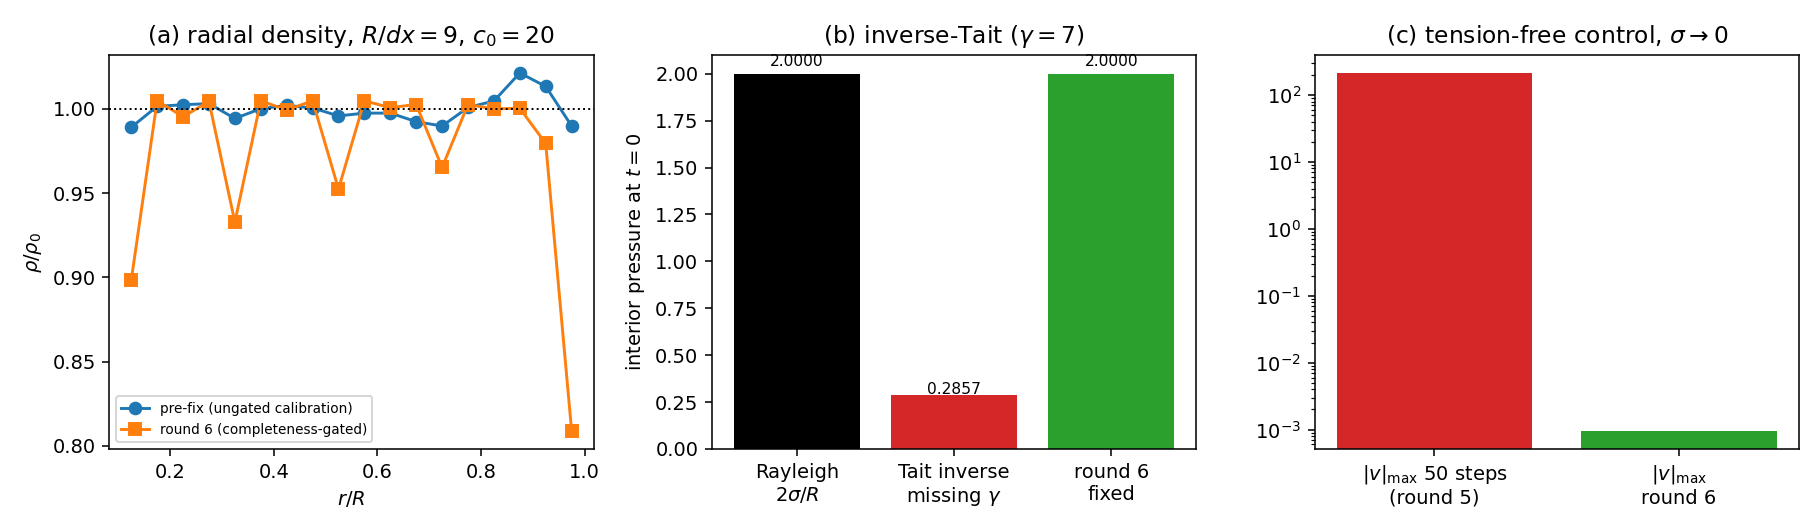 (a) radial density, $R/dx = 9$, $c_0 = 20$
ρ/ρ₀
1.00
0.95
0.90
0.85
0.80
pre-fix (ungated calibration)
round 6 (completeness-gated)
0.2
0.4
0.6
0.8
1.0
r/R
(b) inverse-Tait (γ = 7)
interior pressure at t = 0
2.00
1.75
1.50
1.25
1.00
0.75
0.50
0.25
0.00
2.0000
0.2857
2.0000
Rayleigh
2σ/R
Tait inverse
missing γ
round 6
fixed
(c) tension-free control, σ → 0
10²
10¹
10⁰
10⁻¹
10⁻²
10⁻³
|v|max 50 steps
(round 5)
|v|max
round 6